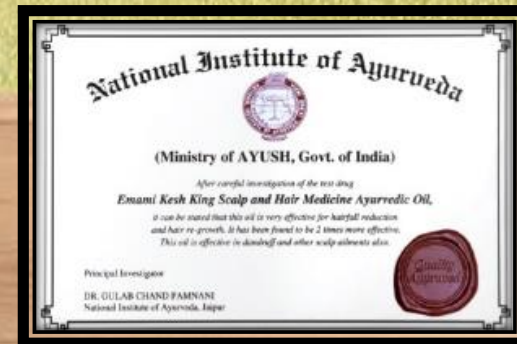 National Institute of Ayurveda
(Ministry of AYUSH, Govt. of India)
After careful investigation of the test drug
Emami Kesh King Scalp and Hair Medicine Ayurvedic Oil,
it can be stated that this oil is very effective for hairfall reduction
and hair re-growth. It has been found to be 2 times more effective.
This oil is effective in dandruff and other scalp ailments also.
Principal Investigator
DR. GULAB CHAND PAMNANI
National Institute of Ayurveda, Jaipur
Quality
Approved